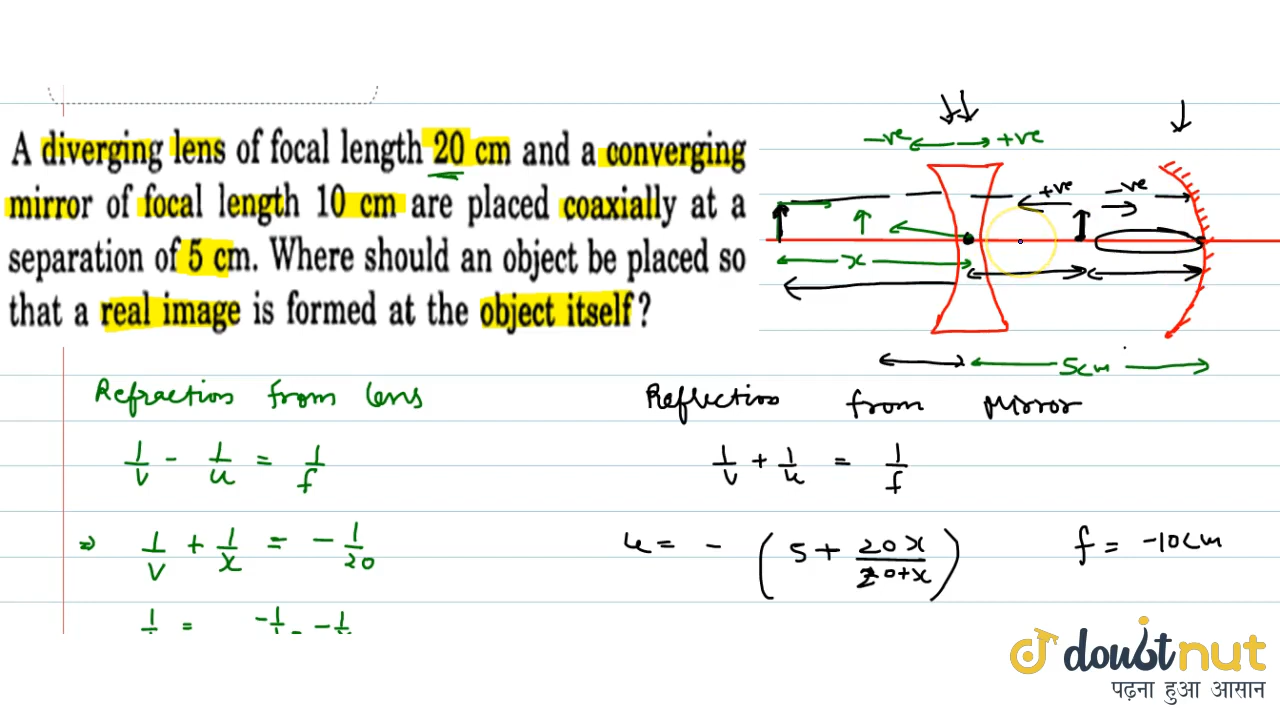 A diverging lens of focal length 20 cm and a converging
mirror of focal length 10 cm are placed coaxially at a
separation of 5 cm. Where should an object be placed so
that a real image is formed at the object itself?
-ve +ve
+ve -ve
x
5cm
Refraction from lens
1/v - 1/u = 1/f
⇒ 1/v + 1/x = - 1/20
Reflection from mirror
1/v + 1/u = 1/f
u = - (5 + 20x/20+x) f = -10cm
doubtnut
पढ़ना हुआ आसान